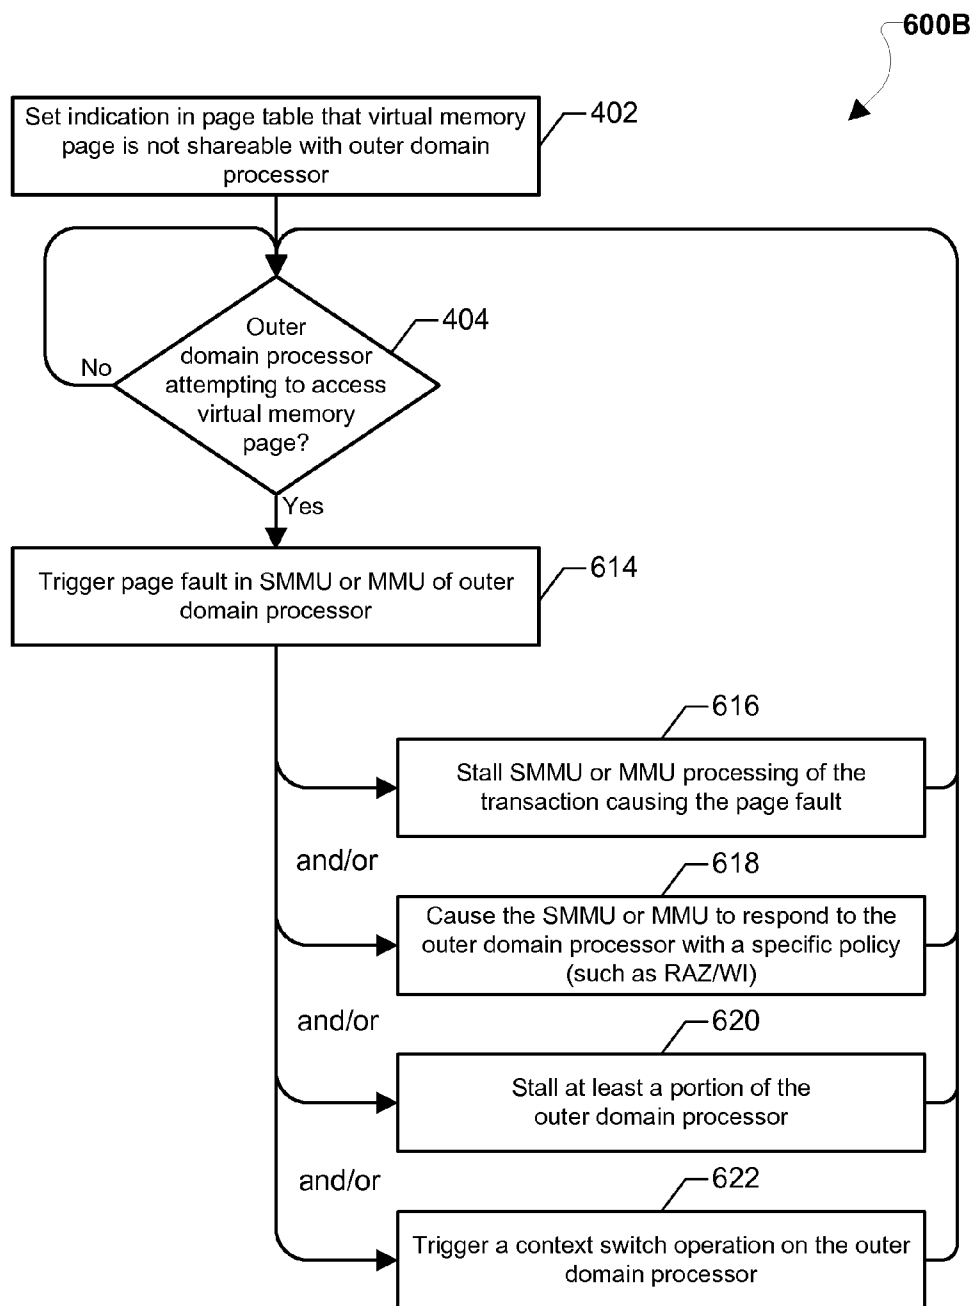 600B
Set indication in page table that virtual memory
page is not shareable with outer domain
processor
402
Outer
domain processor
attempting to access
virtual memory
page?
404
No
Yes
Trigger page fault in SMMU or MMU of outer
domain processor
614
616
Stall SMMU or MMU processing of the
transaction causing the page fault
and/or
618
Cause the SMMU or MMU to respond to the
outer domain processor with a specific policy
(such as RAZ/WI)
and/or
620
Stall at least a portion of the
outer domain processor
and/or
622
Trigger a context switch operation on the outer
domain processor